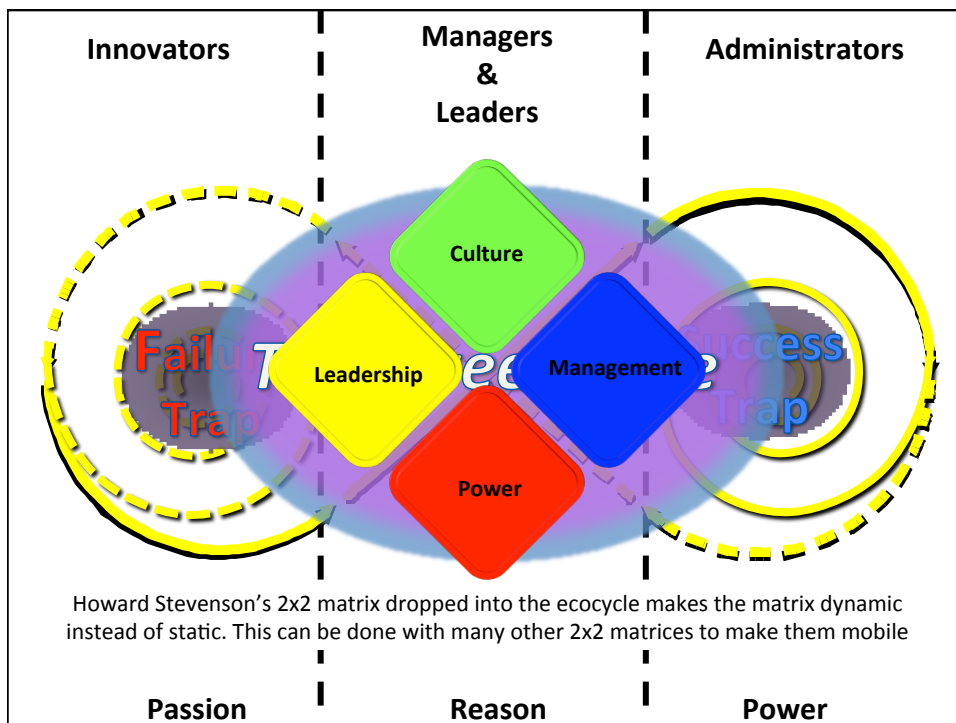 Innovators
Managers
&
Leaders
Administrators
Culture
Leadership
Management
Power
Trap
Trap
Howard Stevenson’s 2x2 matrix dropped into the ecocycle makes the matrix dynamic
instead of static. This can be done with many other 2x2 matrices to make them mobile
Passion
Reason
Power